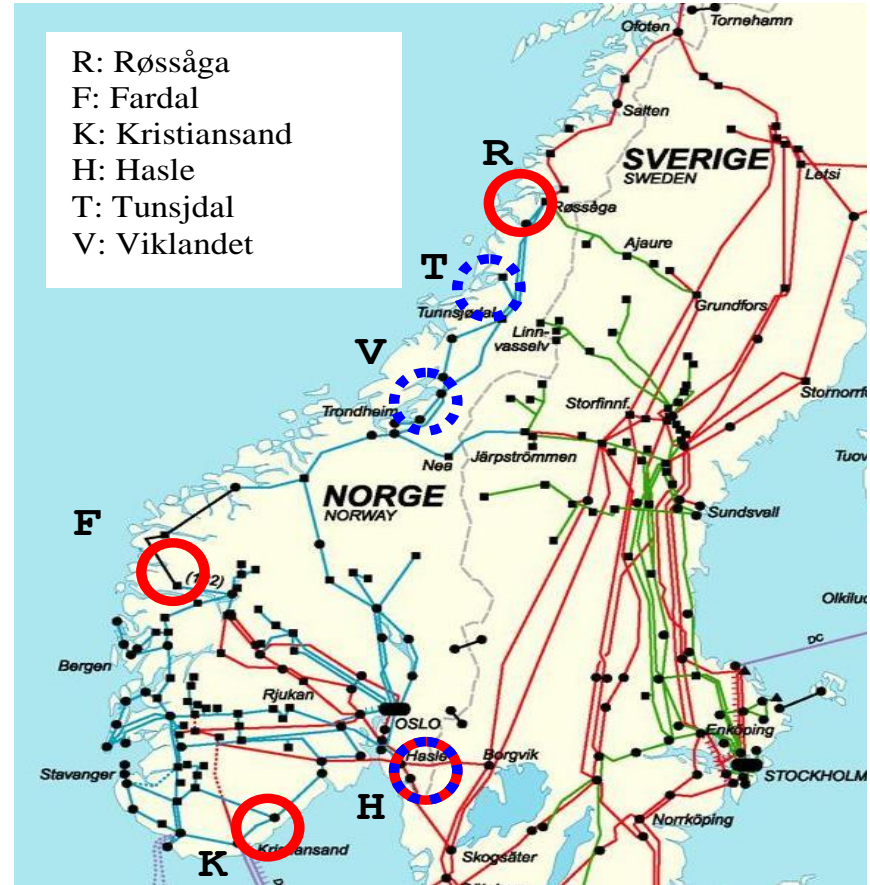 R: Røssåga
F: Fardal
K: Kristiansand
H: Hasle
T: Tunsjdal
V: Viklandet
Tornehamn
Ofoten
Salten
R
SVERIGE
SWEDEN
Letsi
Røssåga
Ajaure
T
Grundfors
Tunnsjødal
Linn-
vasselv
V
Stornorrf
Storfinnf.
Trondheim
Nea
Järpströmmen
Tuov
NORGE
NORWAY
Sundsvall
F
Olkiluo
DC
Bergen
Rjukan
OSLO
Enköping
Hasle
Borgvik
Stavanger
STOCKHOLM
H
Norrköping
K
Kristiansand
Skogsäter